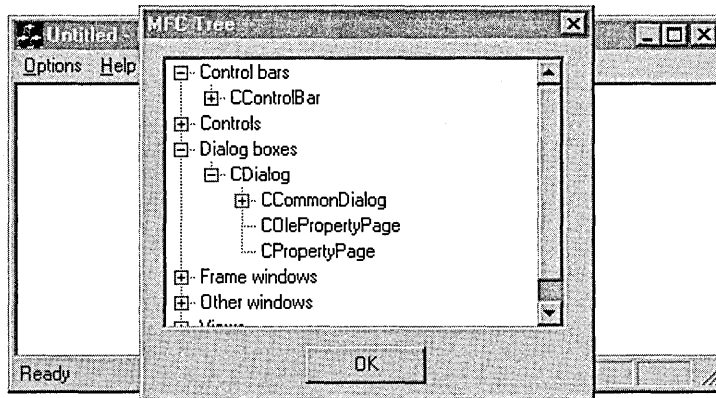 Untitled -
MFC Tree
Options Help
Control bars
CControlBar
Controls
Dialog boxes
CDialog
CCommonDialog
COlePropertyPage
CPropertyPage
Frame windows
Other windows
Views
OK
Ready